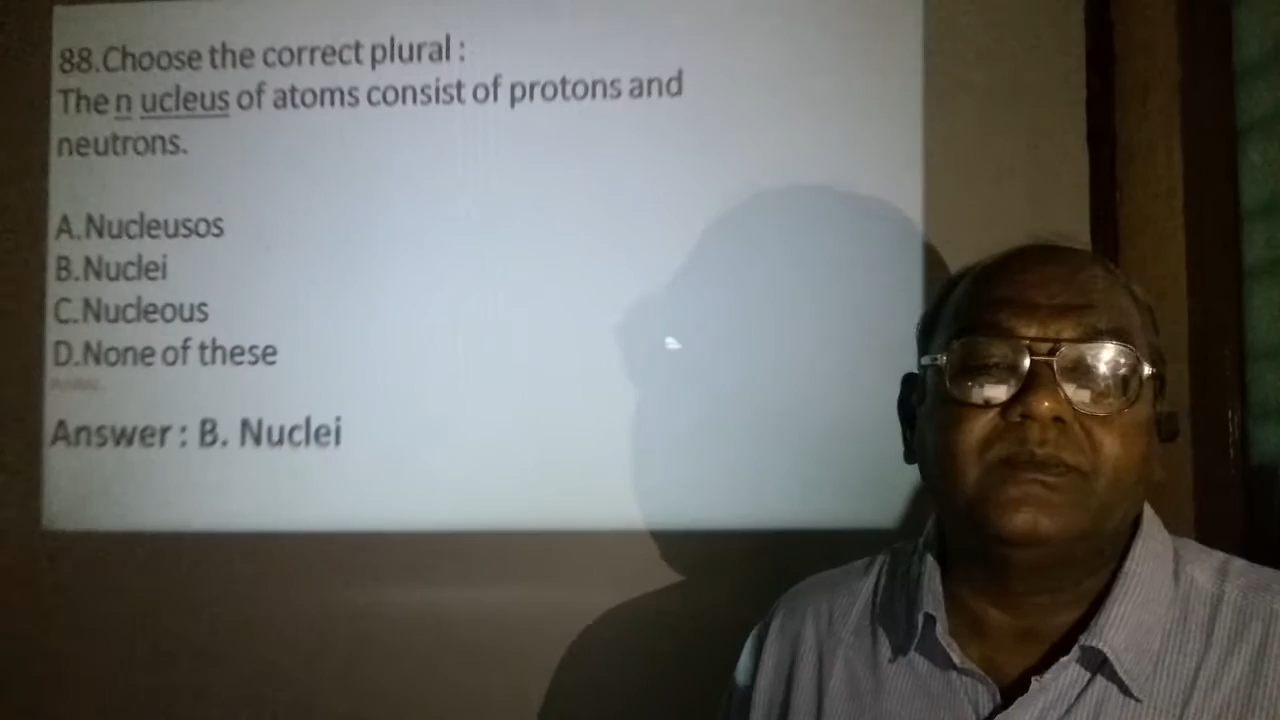 88.Choose the correct plural :
The n ucleus of atoms consist of protons and
neutrons.
A.Nucleusos
B.Nuclei
C.Nucleous
D.None of these
Answer : B. Nuclei